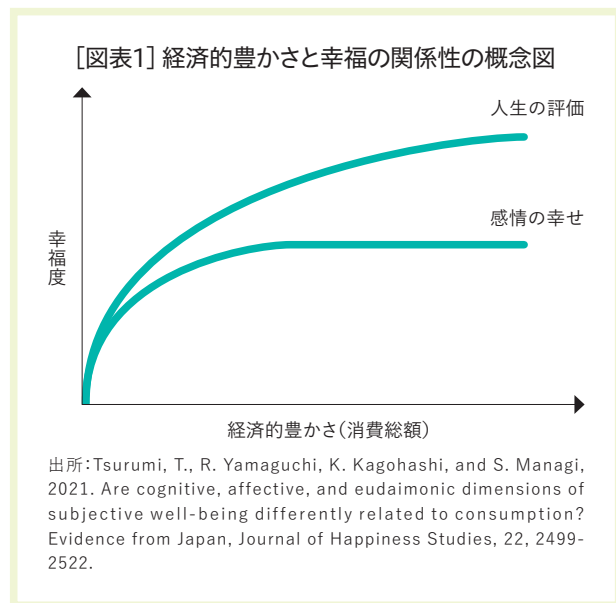 ［図表1］経済的豊かさと幸福の関係性の概念図
人生の評価
感情の幸せ
幸福度
経済的豊かさ(消費総額)
出所：Tsurumi, T., R. Yamaguchi, K. Kagohashi, and S. Managi,
2021. Are cognitive, affective, and eudaimonic dimensions of
subjective well-being differently related to consumption?
Evidence from Japan, Journal of Happiness Studies, 22, 2499-
2522.